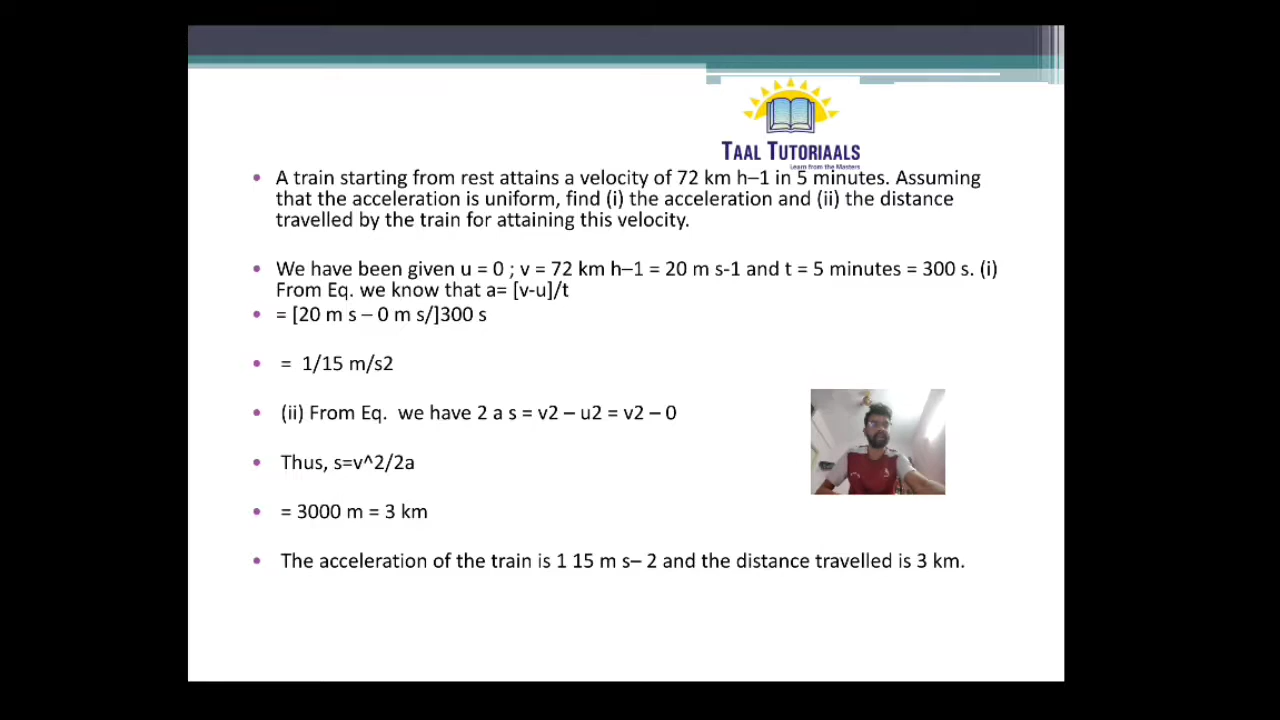 TAAL TUTORIAALS
Learn from the Masters
• A train starting from rest attains a velocity of 72 km h–1 in 5 minutes. Assuming
that the acceleration is uniform, find (i) the acceleration and (ii) the distance
travelled by the train for attaining this velocity.
• We have been given u = 0 ; v = 72 km h–1 = 20 m s-1 and t = 5 minutes = 300 s. (i)
From Eq. we know that a= [v-u]/t
• = [20 m s – 0 m s/]300 s
• = 1/15 m/s2
• (ii) From Eq. we have 2 a s = v2 – u2 = v2 – 0
• Thus, s=v^2/2a
• = 3000 m = 3 km
• The acceleration of the train is 1 15 m s– 2 and the distance travelled is 3 km.